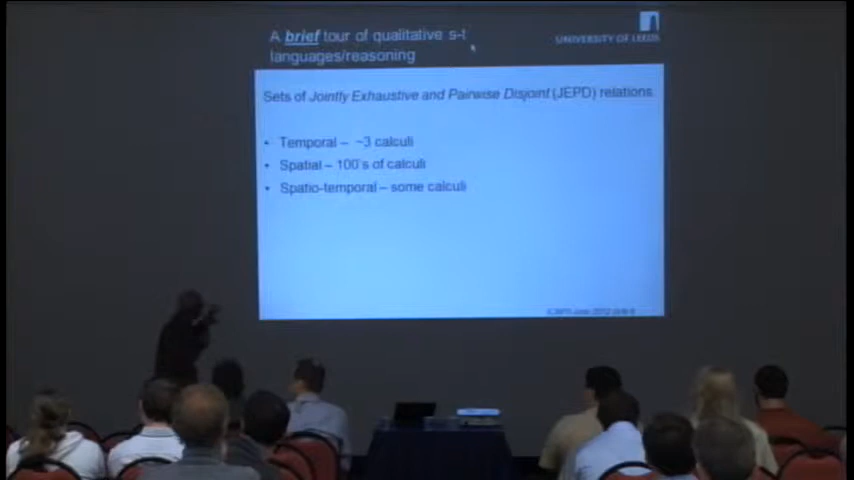 A brief tour of qualitative s-t
languages/reasoning
UNIVERSITY OF LEEDS
Sets of Jointly Exhaustive and Pairwise Disjoint (JEPD) relations
• Temporal – ~3 calculi
• Spatial – 100's of calculi
• Spatio-temporal – some calculi